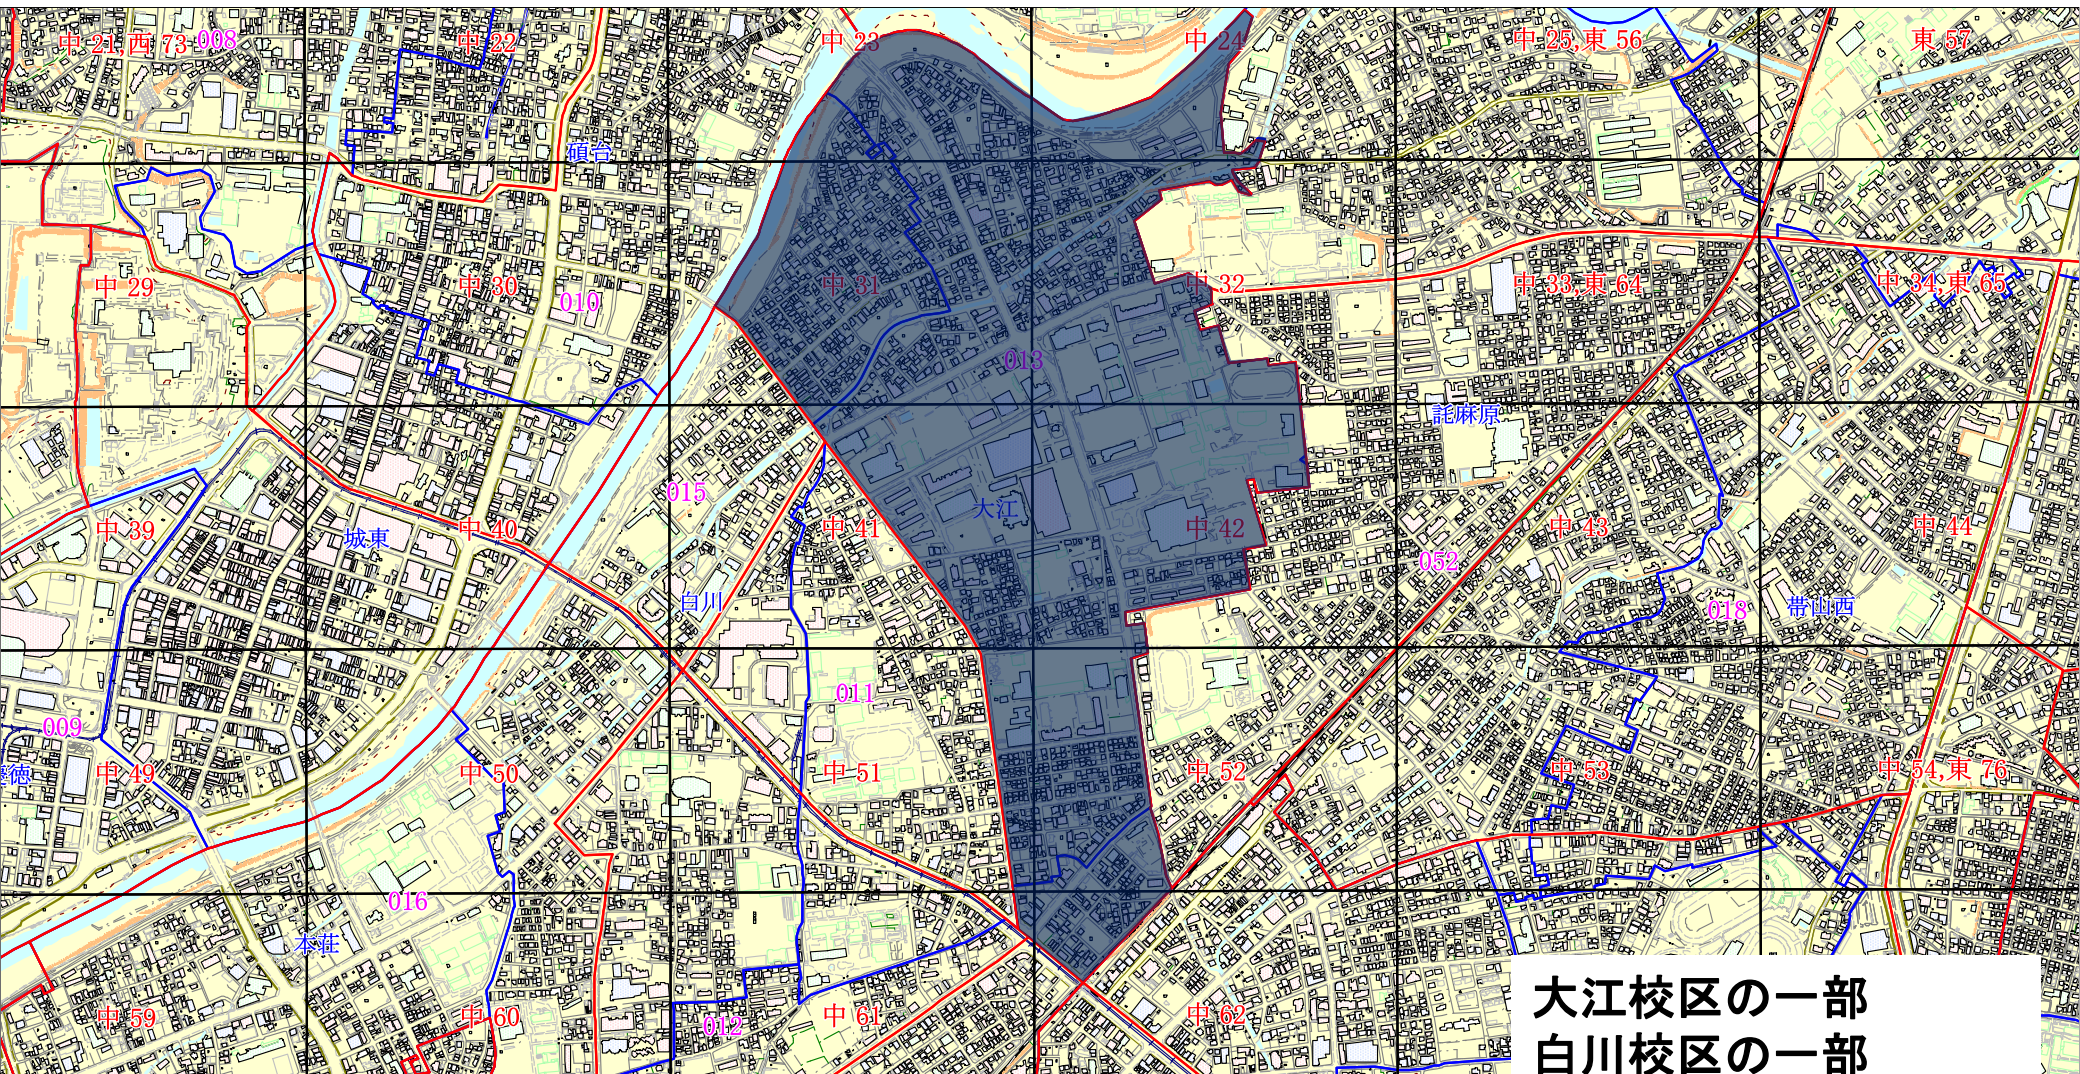 中 21,西 73
008
中 22
中 23
中 24
中 25,東 56
東 57
碩台
中 29
中 30
010
中 31
中 32
中 33,東 64
中 34,東 65
013
託麻原
015
大江
中 39
城東
中 40
中 41
中 42
中 43
中 44
052
白川
018
帯山西
011
009
徳
中 49
中 50
中 51
中 52
中 53
中 54,東 76
016
本荘
中 59
中 60
012
中 61
中 62
大江校区の一部
白川校区の一部